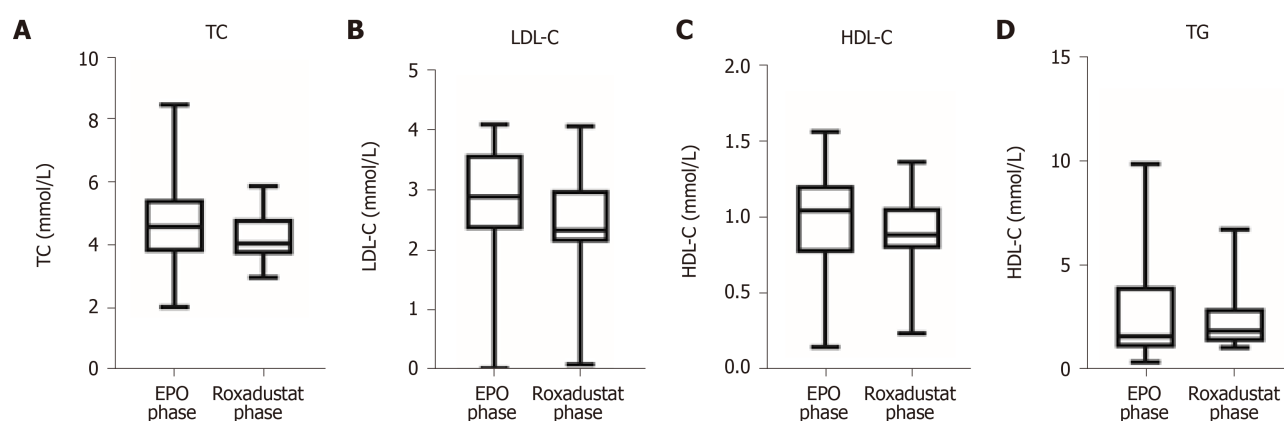 A
TC
TC (mmol/L)
10
8
6
4
2
0
EPO
phase
Roxadustat
phase
B
LDL-C
LDL-C (mmol/L)
5
4
3
2
1
0
EPO
phase
Roxadustat
phase
C
HDL-C
HDL-C (mmol/L)
2.0
1.5
1.0
0.5
0.0
EPO
phase
Roxadustat
phase
D
TG
HDL-C (mmol/L)
15
10
5
0
EPO
phase
Roxadustat
phase